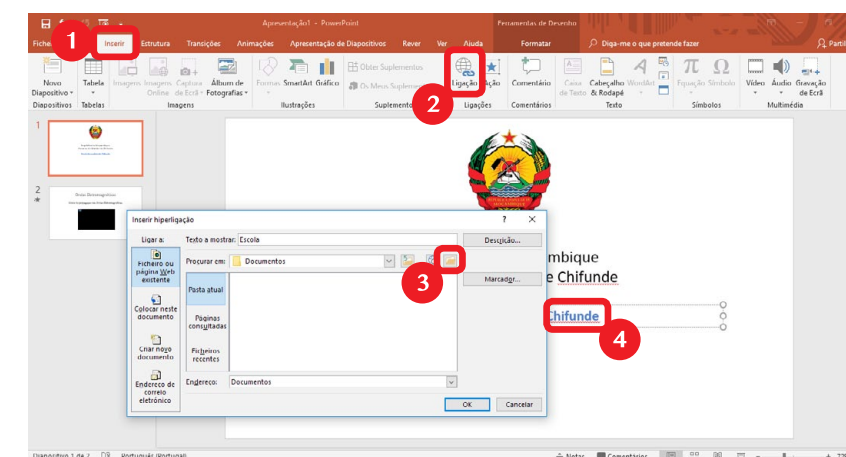 Apresentação1 - PowerPoint
Ferramentas de Desenho
Inserir
Estrutura
Transições
Animações
Apresentação de Diapositivos
Rever
Ver
Ajuda
Formatar
Diga-me o que pretende fazer
1
Novo Diapositivo
Tabela
Imagens
Imagens Online
Captura de Ecrã
Álbum de Fotografias
Formas
SmartArt
Gráfico
Obter Suplementos
Os Meus Suplementos
Ligação
Ação
Comentário
Caixa de Texto
Cabeçalho & Rodapé
WordArt
Equação
Símbolo
Vídeo
Áudio
Gravação de Ecrã
Diapositivos
Tabelas
Imagens
Ilustrações
Ligações
Comentários
Texto
Símbolos
Multimédia
2
1
2
Inserir hiperligação
? ×
Ligar a:
Texto a mostrar: Escola
Descrição...
Ficheiro ou página Web existente
Procurar em: Documentos
Marcador...
3
Colocar neste documento
Pasta atual
Páginas consultadas
Criar novo documento
Ficheiros recentes
Endereço de correio eletrónico
Endereço: Documentos
OK
Cancelar
mbique
e Chifunde
Chifunde
4
Português (Portugal)
Notas
Comentários